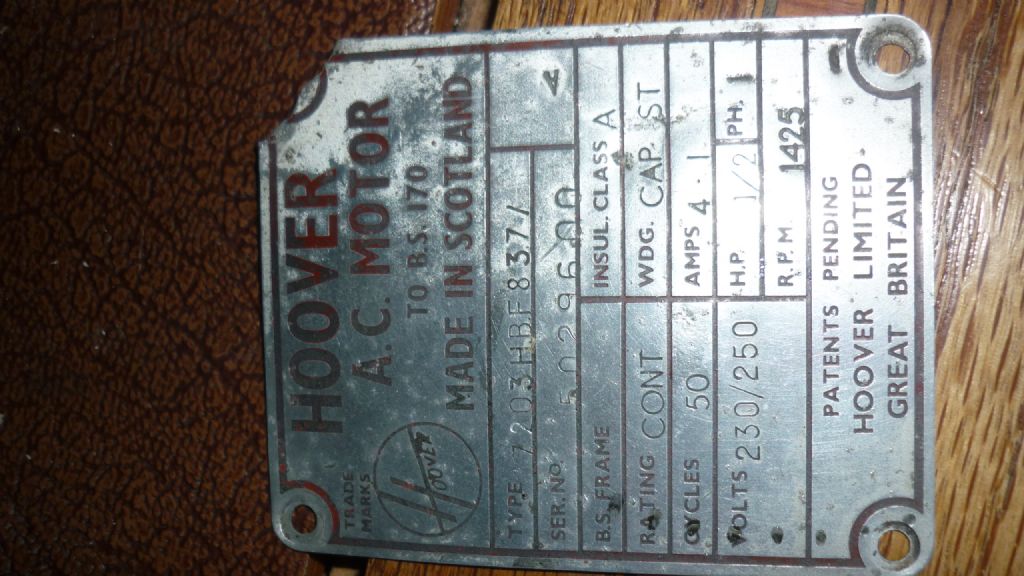 HOOVER
A.C. MOTOR
TO B.S. 170
MADE IN SCOTLAND
TRADE
MARKS
Hoover
TYPE 7203HBF837/
4
SER. NO.
B.S. FRAME
INSUL. CLASS A
RATING CONT
WDG. CAP. ST
CYCLES 50
AMPS 4.1
VOLTS 230/250
H.P. 1/2 PH. 1
R.P.M 1425
PATENTS PENDING
HOOVER LIMITED
GREAT BRITAIN